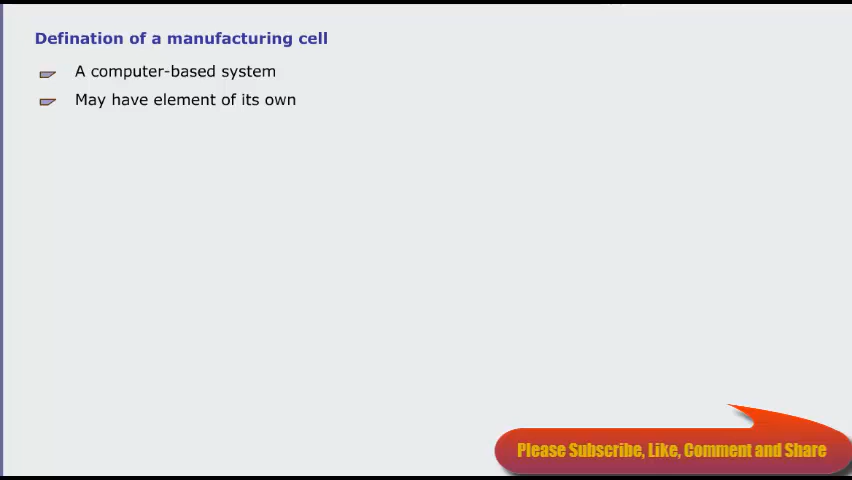 Defination of a manufacturing cell
A computer-based system
May have element of its own
Please Subscribe, Like, Comment and Share